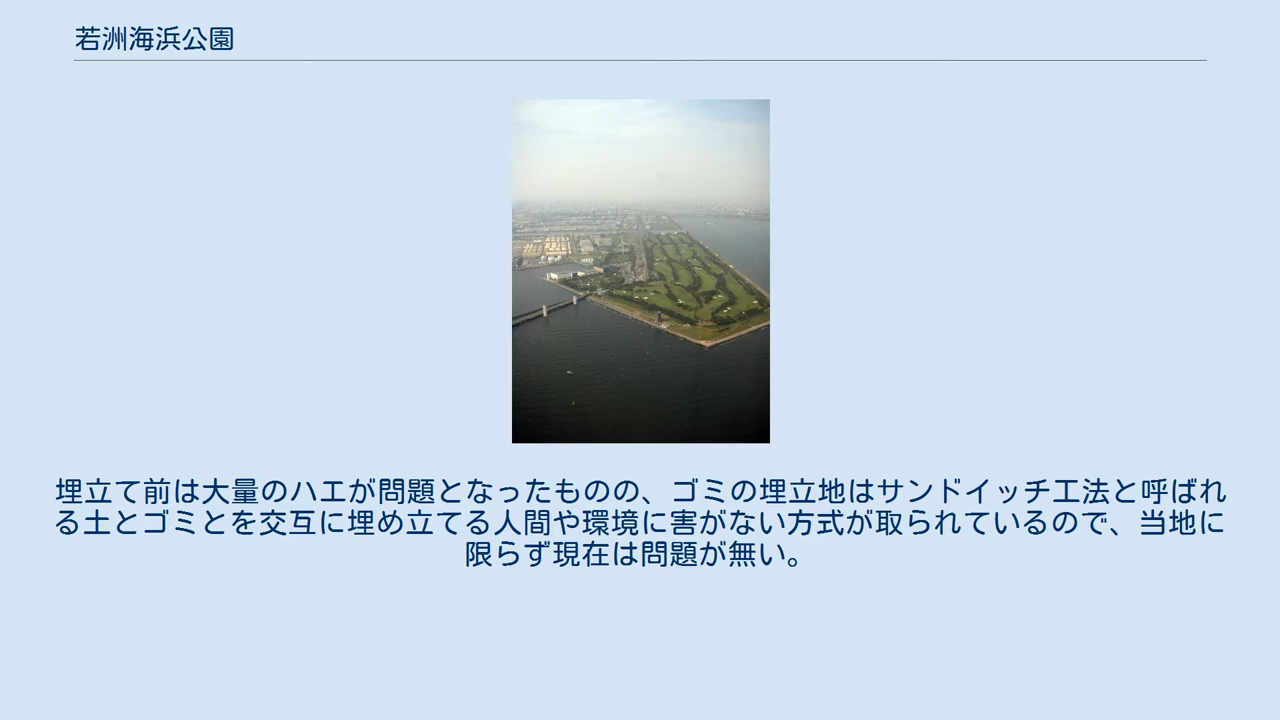 若洲海浜公園
埋立て前は大量のハエが問題となったものの、ゴミの埋立地はサンドイッチ工法と呼ばれ
る土とゴミとを交互に埋め立てる人間や環境に害がない方式が取られているので、当地に
限らず現在は問題が無い。